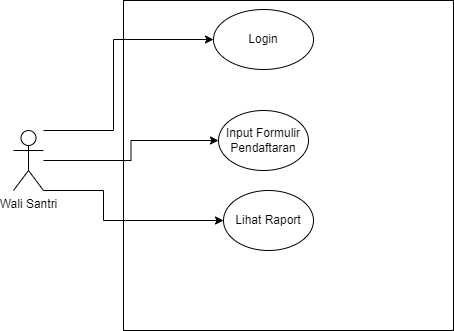 Login
Input Formulir
Pendaftaran
Wali Santri
Lihat Raport